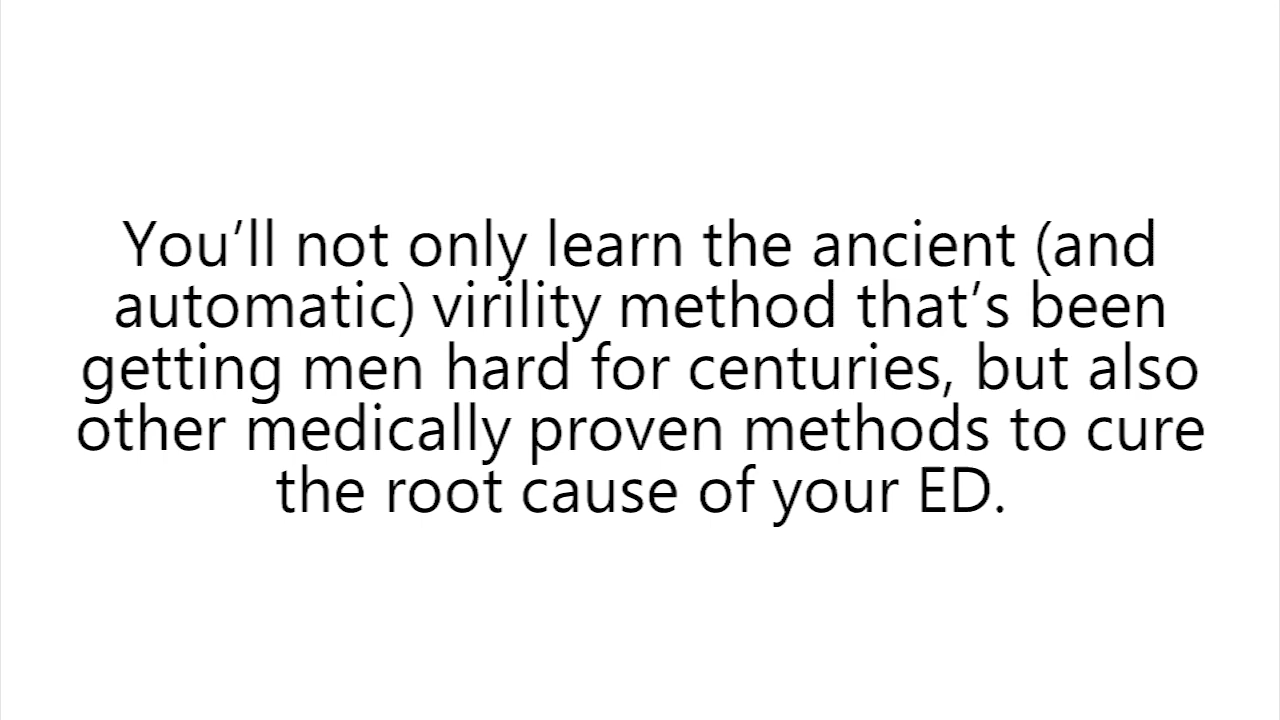 You’ll not only learn the ancient (and
automatic) virility method that’s been
getting men hard for centuries, but also
other medically proven methods to cure
the root cause of your ED.